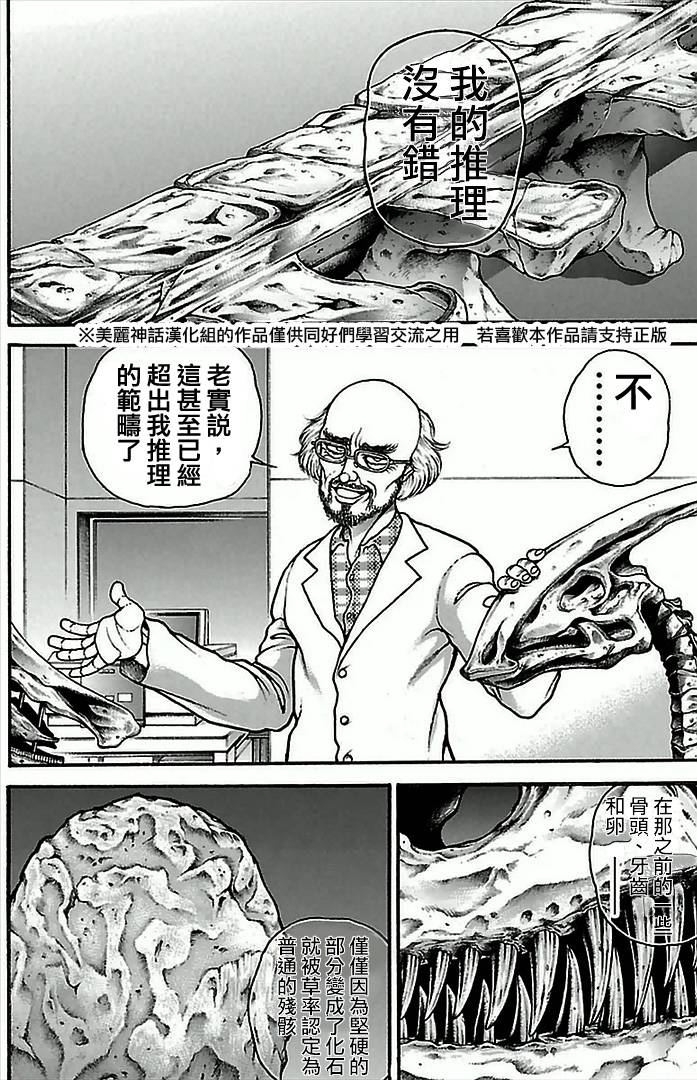 我的推理
沒有錯
※美麗神話漢化組的作品僅供同好們學習交流之用　若喜歡本作品請支持正版
不
⋯⋯⋯
老實説，
這甚至已經
超出我推理
的範疇了
在那之前的一些
骨頭、牙齒
和卵——
僅僅因為堅硬的
部分變成了化石
就被草率認定為
普通的殘骸